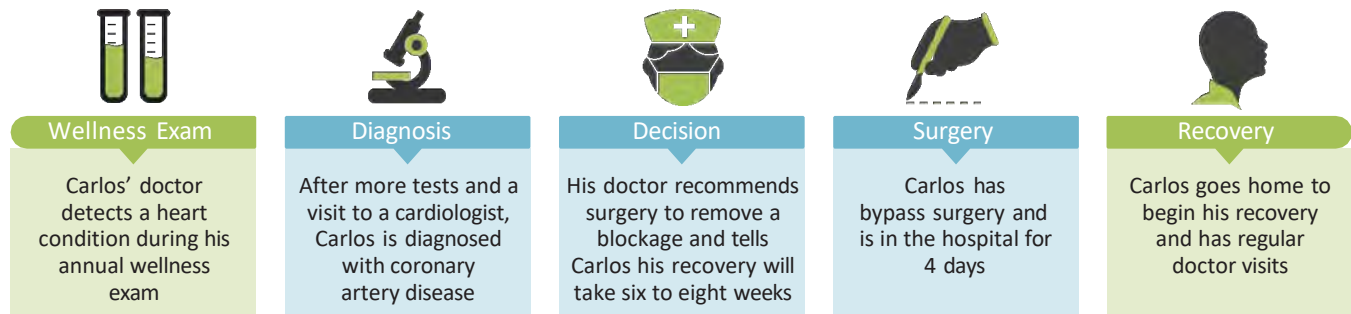 Wellness Exam
Carlos’ doctor
detects a heart
condition during his
annual wellness
exam
Diagnosis
After more tests and a
visit to a cardiologist,
Carlos is diagnosed
with coronary
artery disease
Decision
His doctor recommends
surgery to remove a
blockage and tells
Carlos his recovery will
take six to eight weeks
Surgery
Carlos has
bypass surgery and
is in the hospital for
4 days
Recovery
Carlos goes home to
begin his recovery
and has regular
doctor visits